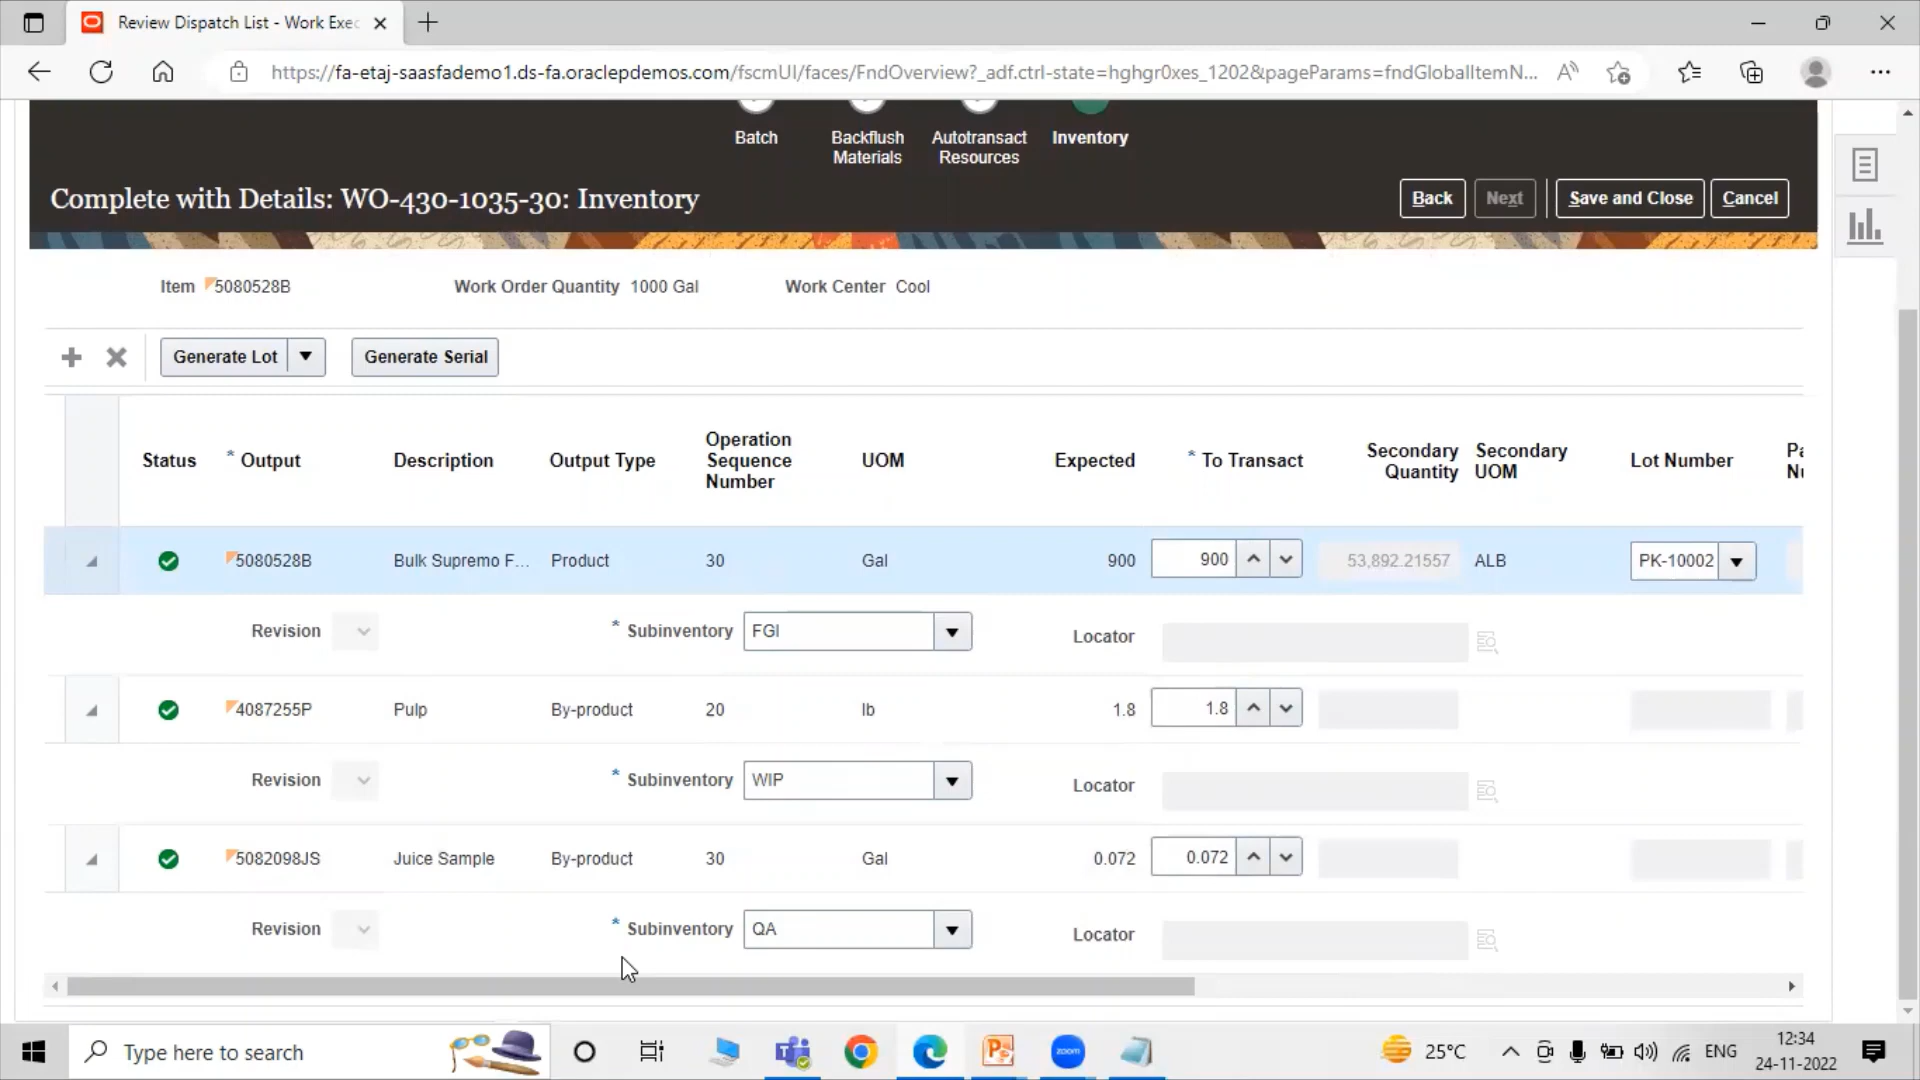 Review Dispatch List - Work Exec
https://fa-etaj-saasfademo1.ds-fa.oraclepdemos.com/fscmUI/faces/FndOverview?_adf.ctrl-state=hghgr0xes_1202&pageParams=fndGlobalItemN...
Batch
Backflush Materials
Autotransact Resources
Inventory
Complete with Details: WO-430-1035-30: Inventory
Back
Next
Save and Close
Cancel
Item 5080528B
Work Order Quantity 1000 Gal
Work Center Cool
Generate Lot
Generate Serial
Status
* Output
Description
Output Type
Operation Sequence Number
UOM
Expected
* To Transact
Secondary Quantity
Secondary UOM
Lot Number
5080528B Bulk Supremo F... Product 30 Gal 900 900 53,892.21557 ALB PK-10002
Revision * Subinventory FGI Locator
4087255P Pulp By-product 20 lb 1.8 1.8
Revision * Subinventory WIP Locator
5082098JS Juice Sample By-product 30 Gal 0.072 0.072
Revision * Subinventory QA Locator
Type here to search
zoom
25°C
ENG
12:34
24-11-2022